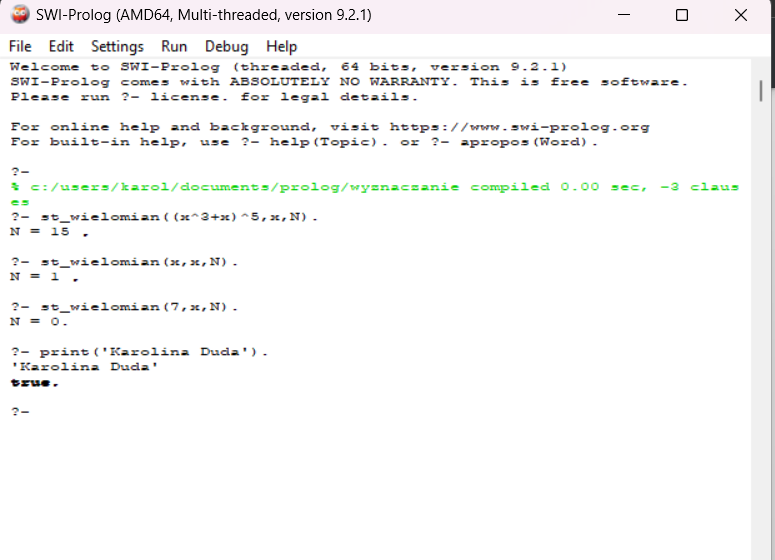 SWI-Prolog (AMD64, Multi-threaded, version 9.2.1)
File Edit Settings Run Debug Help
Welcome to SWI-Prolog (threaded, 64 bits, version 9.2.1)
SWI-Prolog comes with ABSOLUTELY NO WARRANTY. This is free software.
Please run ?- license. for legal details.
For online help and background, visit https://www.swi-prolog.org
For built-in help, use ?- help(Topic). or ?- apropos(Word).
?-
% c:/users/karol/documents/prolog/wyznaczanie compiled 0.00 sec, -3 claus
es
?- st_wielomian((x^3+x)^5,x,N).
N = 15 .
?- st_wielomian(x,x,N).
N = 1 .
?- st_wielomian(7,x,N).
N = 0.
?- print('Karolina Duda').
'Karolina Duda'
true.
?-